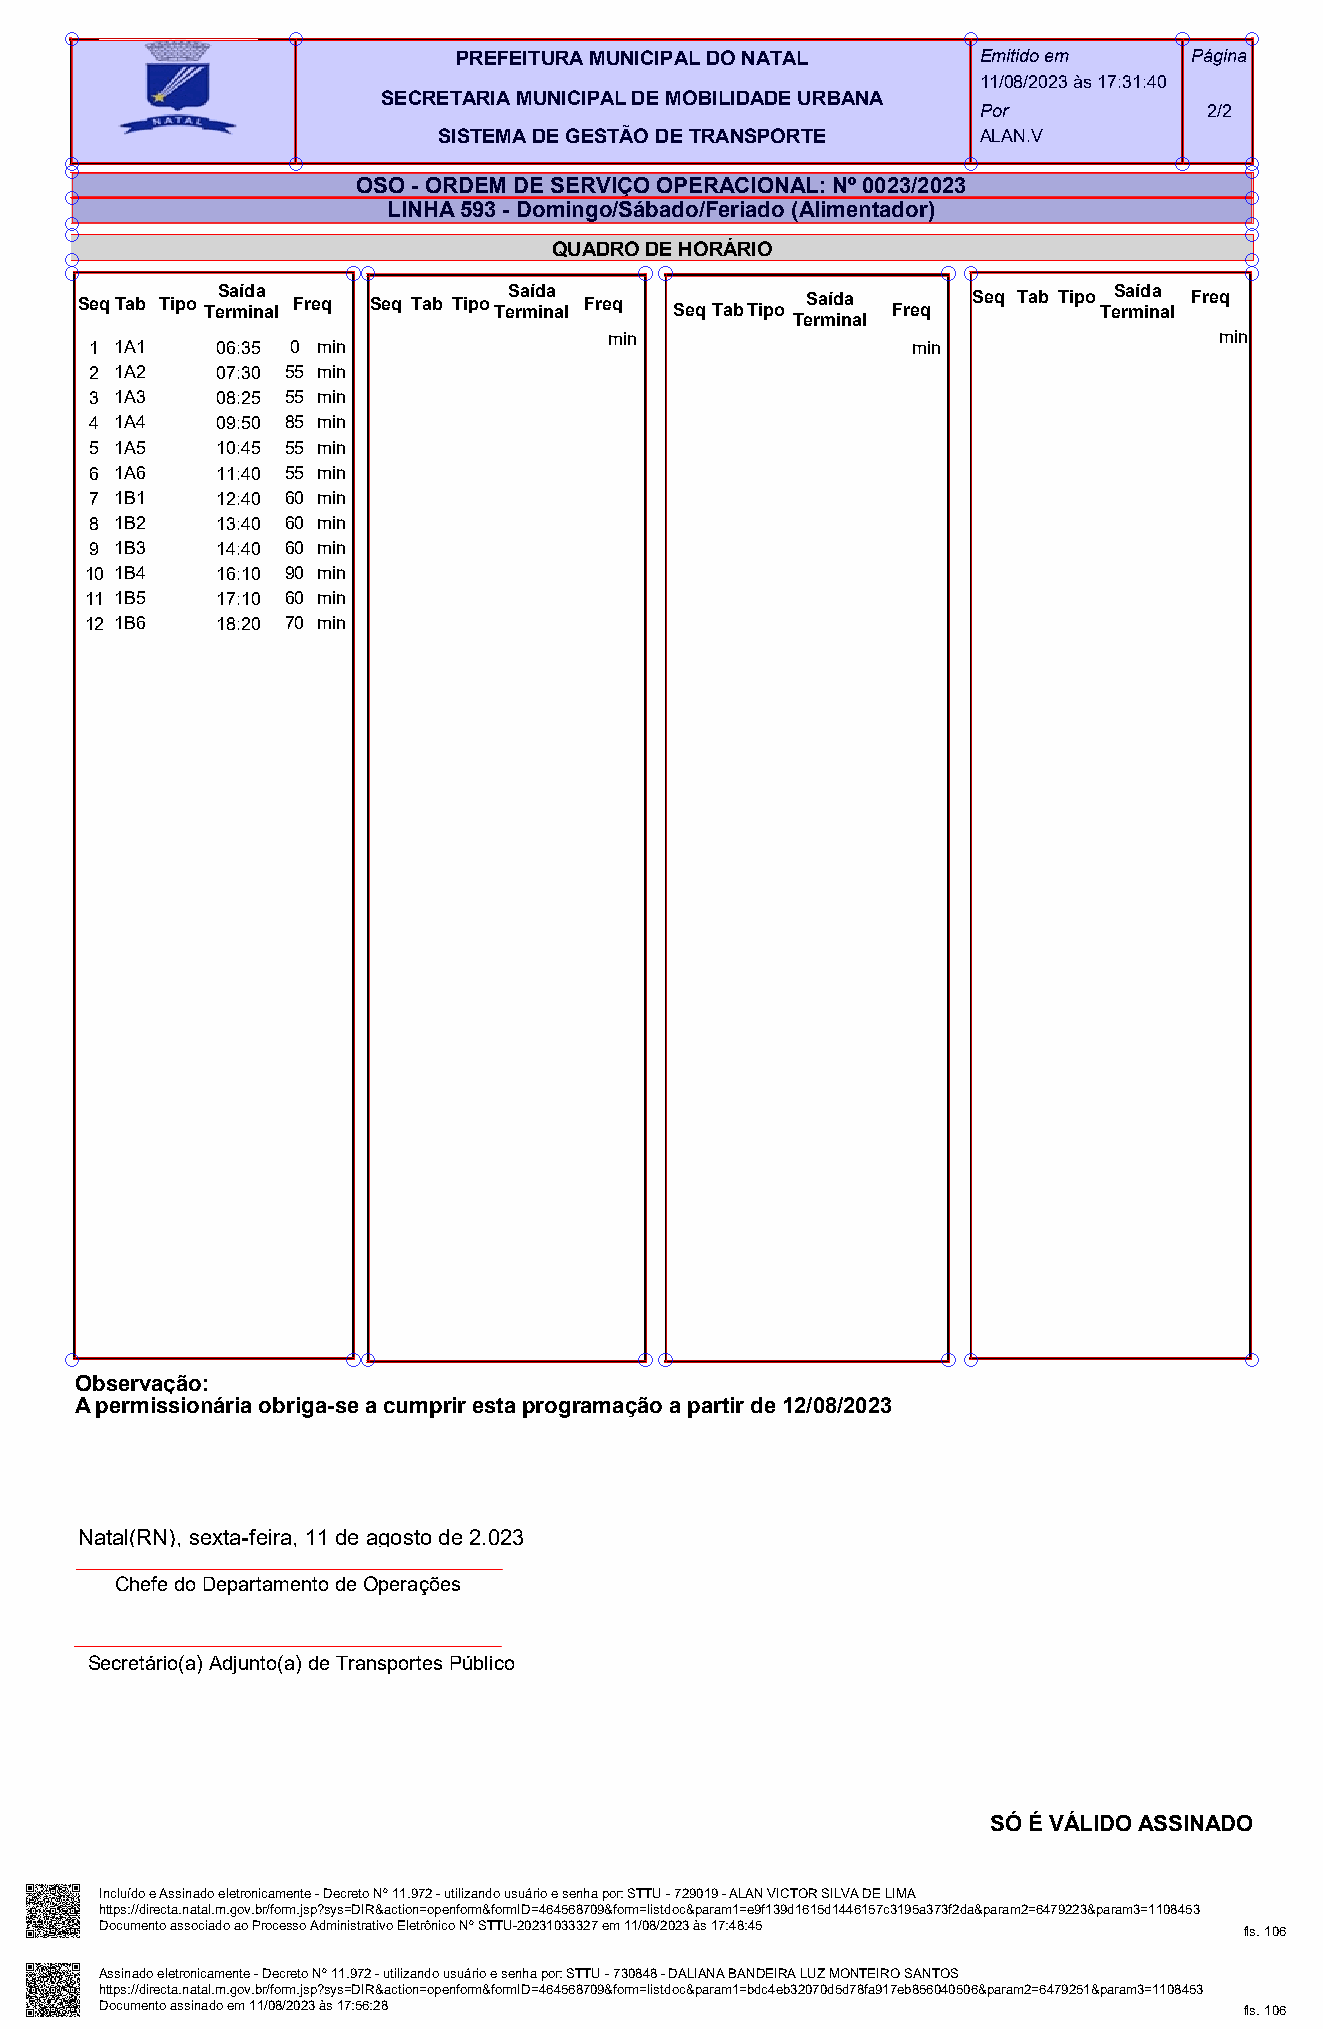 NATAL
PREFEITURA MUNICIPAL DO NATAL
SECRETARIA MUNICIPAL DE MOBILIDADE URBANA
SISTEMA DE GESTÃO DE TRANSPORTE
Emitido em
11/08/2023 às 17:31:40
Por
ALAN.V
Página
2/2
OSO - ORDEM DE SERVIÇO OPERACIONAL: Nº 0023/2023
LINHA 593 - Domingo/Sábado/Feriado (Alimentador)
QUADRO DE HORÁRIO
Seq Tab Tipo Saída Terminal Freq
1 1A1 06:35 0 min
2 1A2 07:30 55 min
3 1A3 08:25 55 min
4 1A4 09:50 85 min
5 1A5 10:45 55 min
6 1A6 11:40 55 min
7 1B1 12:40 60 min
8 1B2 13:40 60 min
9 1B3 14:40 60 min
10 1B4 16:10 90 min
11 1B5 17:10 60 min
12 1B6 18:20 70 min
Seq Tab Tipo Saída Terminal Freq
min
Seq Tab Tipo Saída Terminal Freq
min
Seq Tab Tipo Saída Terminal Freq
min
Observação:
A permissionária obriga-se a cumprir esta programação a partir de 12/08/2023
Natal(RN), sexta-feira, 11 de agosto de 2.023
Chefe do Departamento de Operações
Secretário(a) Adjunto(a) de Transportes Público
SÓ É VÁLIDO ASSINADO
Incluído e Assinado eletronicamente - Decreto Nº 11.972 - utilizando usuário e senha por: STTU - 729019 - ALAN VICTOR SILVA DE LIMA
https://directa.natal.rn.gov.br/form.jsp?sys=DIR&action=openform&formID=464568709&form=listdoc&param1=e9f139d1615d1446157c3195a373f2da&param2=6479223&param3=1108453
Documento associado ao Processo Administrativo Eletrônico Nº STTU-20231033327 em 11/08/2023 às 17:48:45
fls. 106
Assinado eletronicamente - Decreto Nº 11.972 - utilizando usuário e senha por: STTU - 730848 - DALIANA BANDEIRA LUZ MONTEIRO SANTOS
https://directa.natal.rn.gov.br/form.jsp?sys=DIR&action=openform&formID=464568709&form=listdoc&param1=bdc4eb32070d5d78fa917eb856040506&param2=6479251&param3=1108453
Documento assinado em 11/08/2023 às 17:56:28
fls. 106